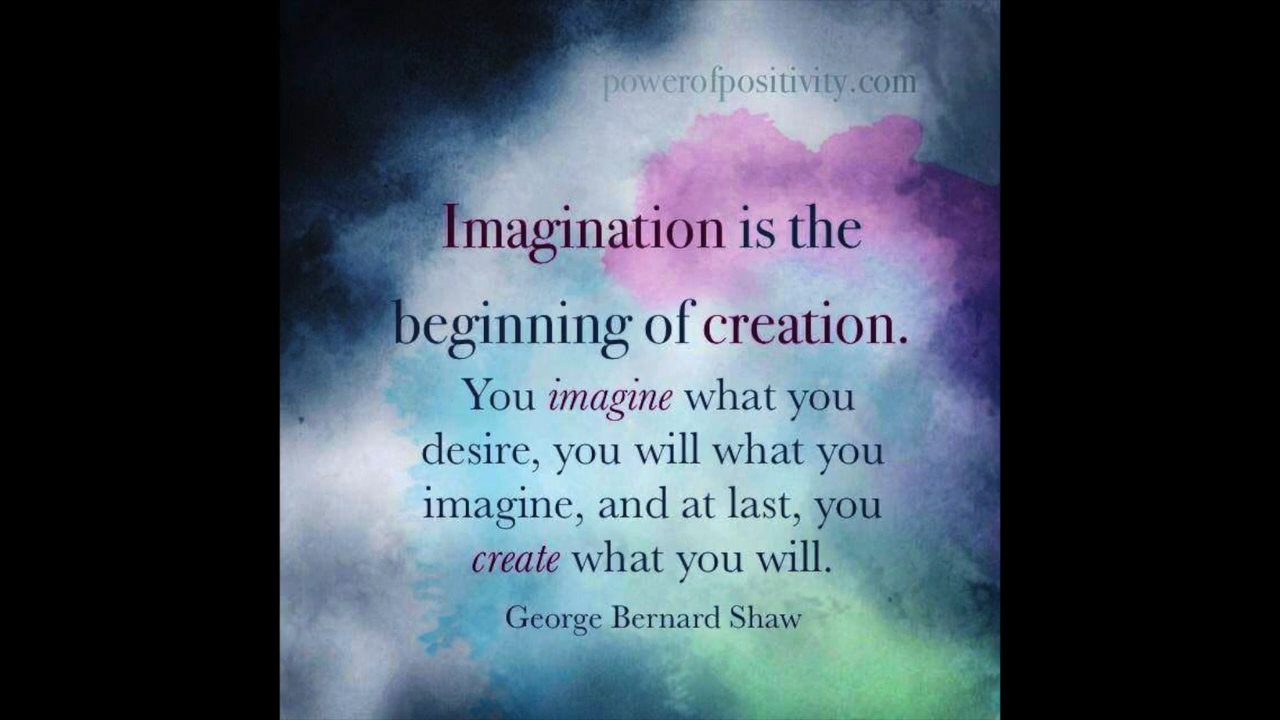 powerofpositivity.com
Imagination is the
beginning of creation.
You imagine what you
desire, you will what you
imagine, and at last, you
create what you will.
George Bernard Shaw